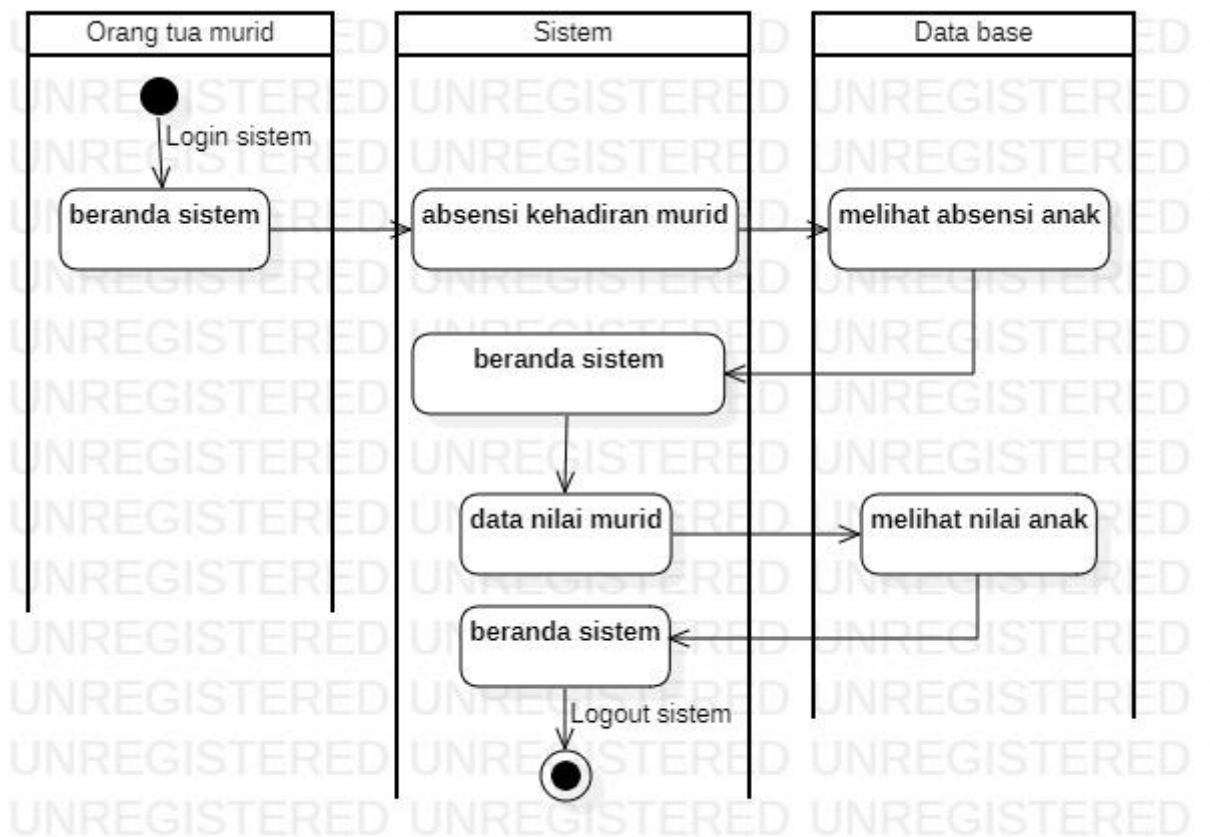 Orang tua murid
Sistem
Data base
Login sistem
beranda sistem
absensi kehadiran murid
melihat absensi anak
beranda sistem
data nilai murid
melihat nilai anak
beranda sistem
Logout sistem
UNREGISTERED